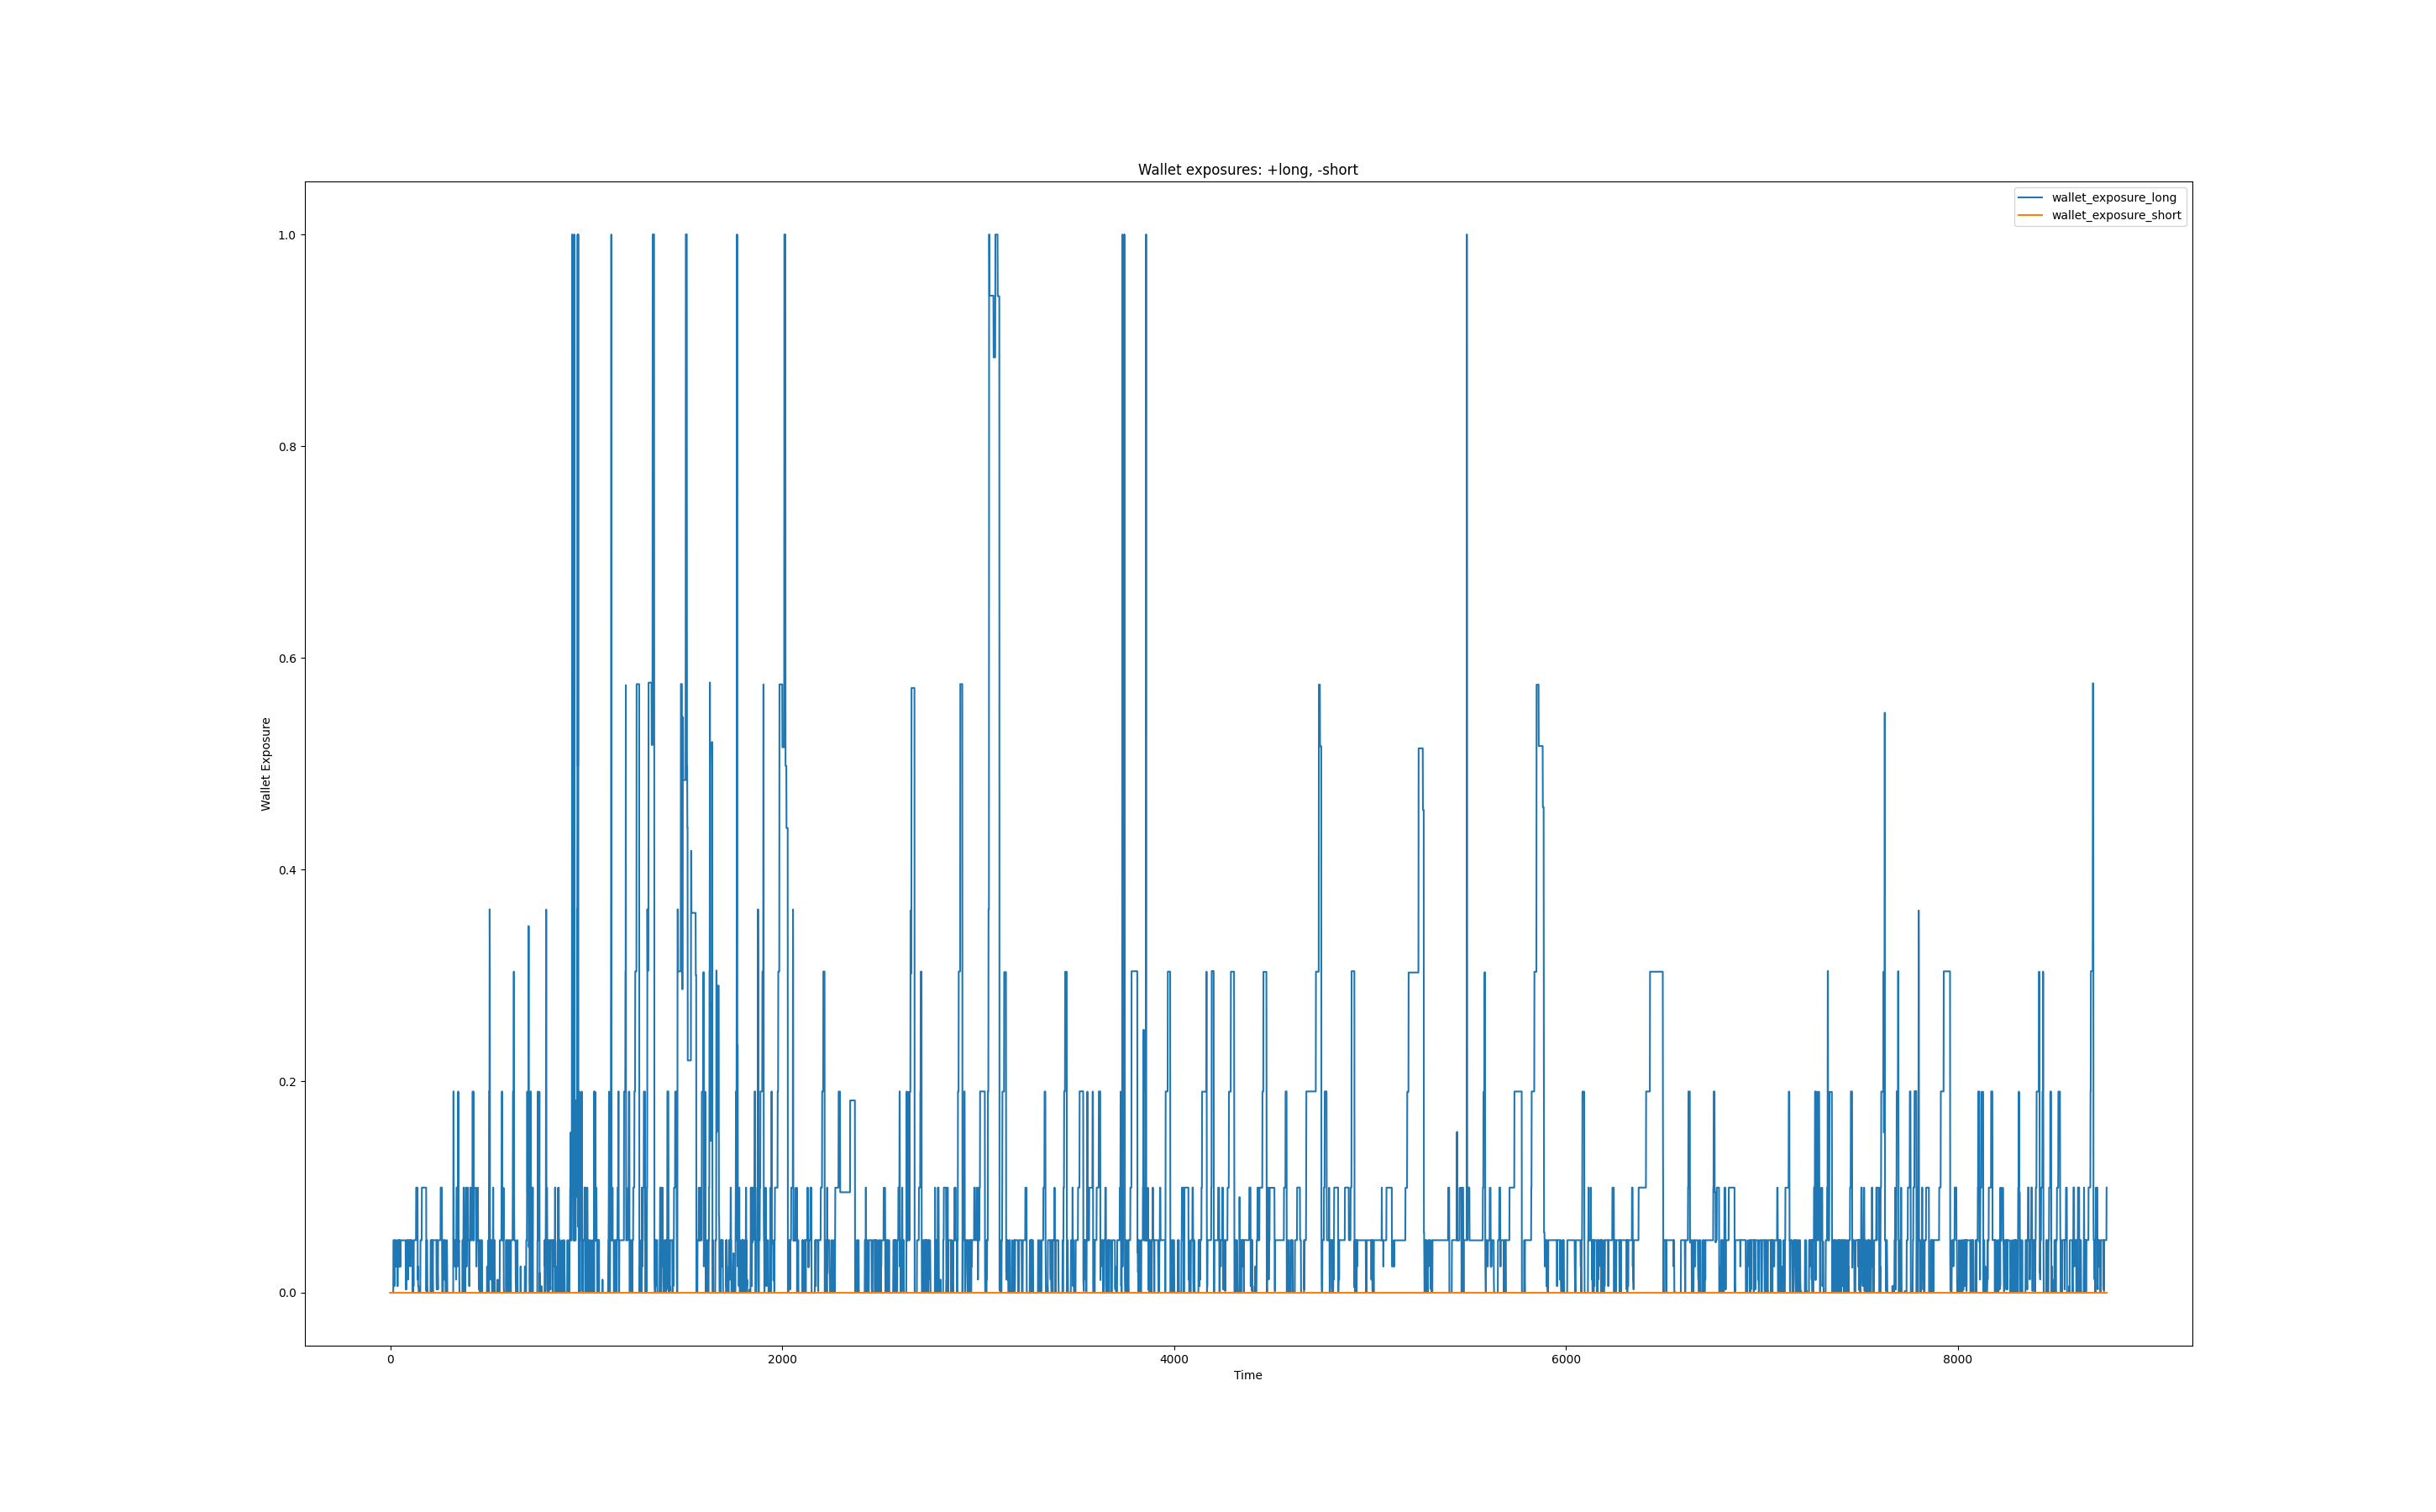 Wallet exposures: +long, -short
wallet_exposure_long
wallet_exposure_short
1.0
0.8
0.6
0.4
0.2
0.0
Wallet Exposure
0
2000
4000
6000
8000
Time